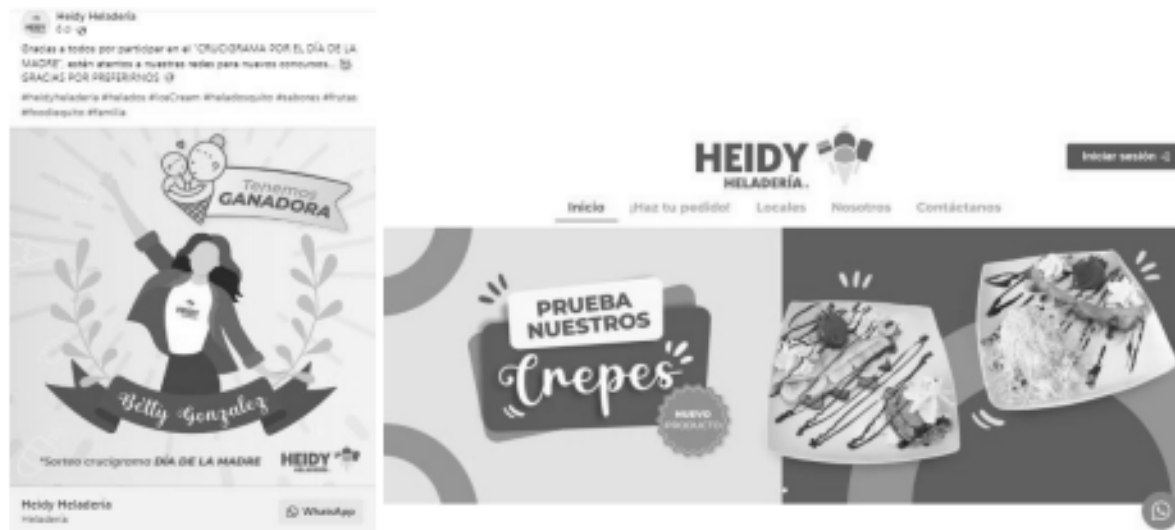 Heidy Heladería
Gracias a todos por participar en el "CRUCIGRAMA POR EL DÍA DE LA
MADRE", estén atentos a nuestras redes para nuevos concursos...
GRACIAS POR PREFERIRNOS
#heidyheladeria #helados #IceCream #heladosquito #sabores #frutas
#foodiequito #familia
Tenemos
GANADORA
HEIDY
Betty Gonzalez
*Sorteo crucigrama DÍA DE LA MADRE
HEIDY
HELADERÍA.
Heidy Heladería
Heladería
WhatsApp
HEIDY
HELADERÍA.
Iniciar sesión
Inicio ¡Haz tu pedido! Locales Nosotros Contáctanos
PRUEBA
NUESTROS
Crepes
NUEVO
PRODUCTO